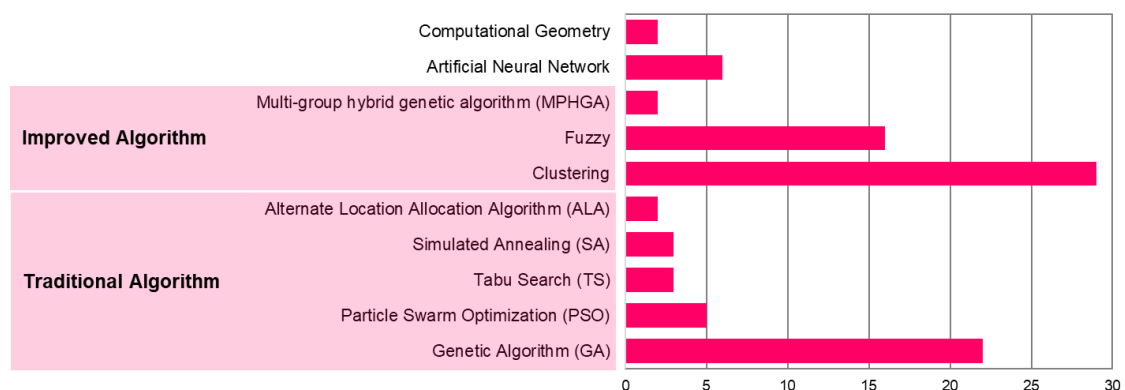 Computational Geometry
Artificial Neural Network
Improved Algorithm
Multi-group hybrid genetic algorithm (MPHGA)
Fuzzy
Clustering
Traditional Algorithm
Alternate Location Allocation Algorithm (ALA)
Simulated Annealing (SA)
Tabu Search (TS)
Particle Swarm Optimization (PSO)
Genetic Algorithm (GA)
0 5 10 15 20 25 30